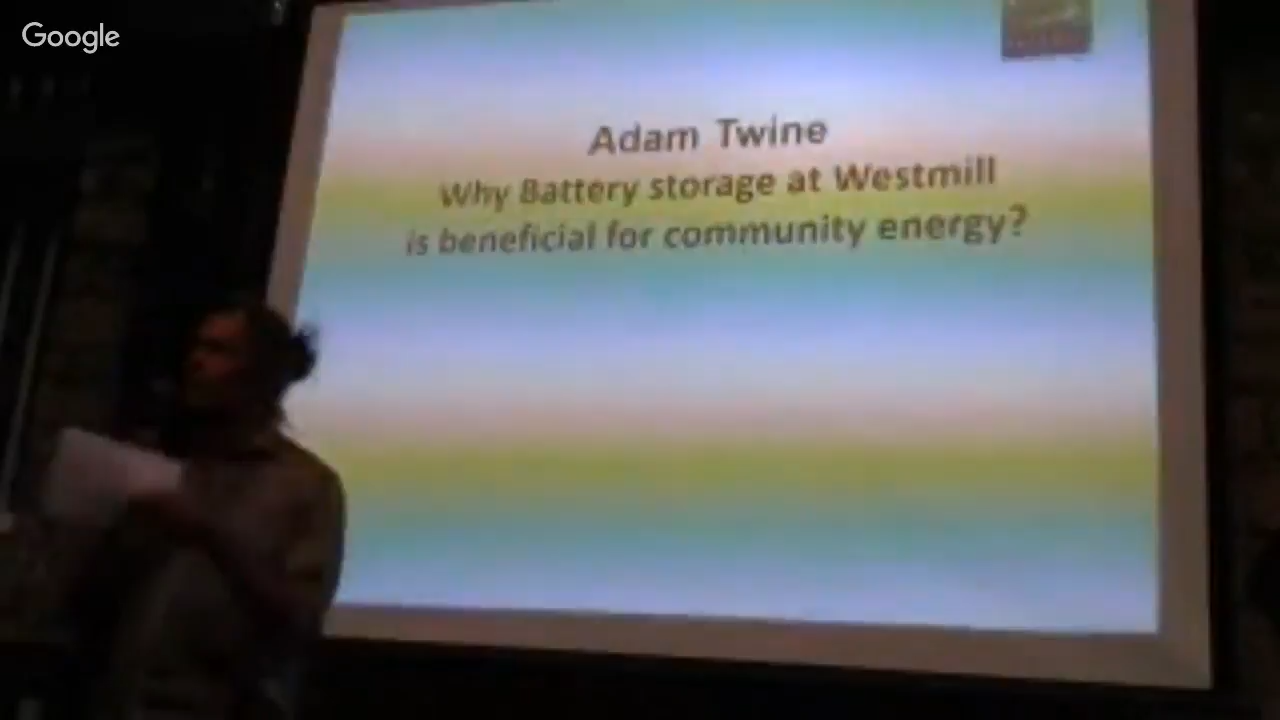 Google
Adam Twine
Why Battery storage at Westmill
is beneficial for community energy?